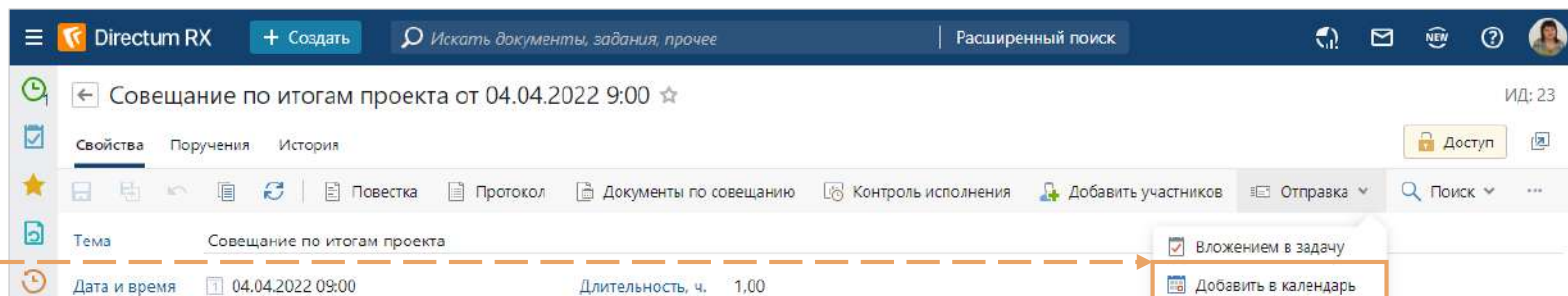 Directum RX + Создать Искать документы, задания, прочее Расширенный поиск NEW
Совещание по итогам проекта от 04.04.2022 9:00 ИД: 23
Свойства Поручения История Доступ
Повестка Протокол Документы по совещанию Контроль исполнения Добавить участников Отправка Поиск ...
Тема Совещание по итогам проекта Вложением в задачу
Дата и время 04.04.2022 09:00 Длительность, ч. 1,00 Добавить в календарь